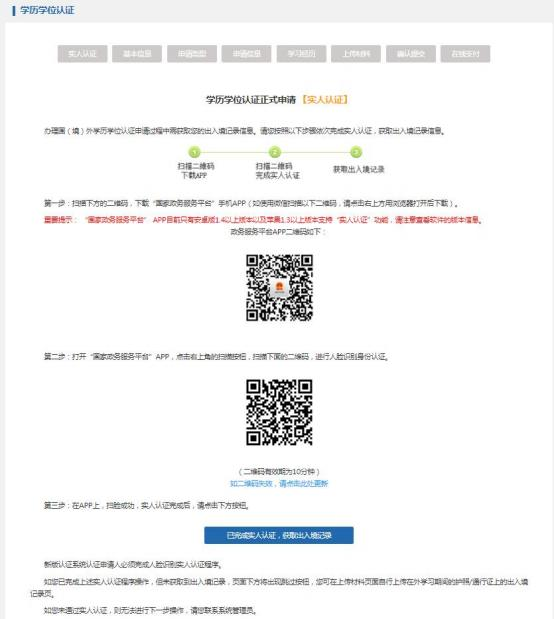 学历学位认证
实人认证 基本信息 申请类型 申请信息 学习经历 上传材料 确认提交 在线支付
学历学位认证正式申请 【实人认证】
办理国（境）外学历学位认证申请过程中需获取您的出入境记录信息。请您按照以下步骤依次完成实人认证，获取出入境记录信息。
1 2 3
扫描二维码 扫描二维码 获取出入境记录
下载APP 完成实人认证
第一步：扫描下方的二维码，下载“国家政务服务平台”手机APP（如使用微信扫描以下二维码，请点击右上方用浏览器打开后下载）。
重要提示： “国家政务服务平台” APP目前只有安卓版1.4以上版本以及苹果1.3以上版本支持“实人认证”功能，请注意查看软件的版本信息。
政务服务平台APP二维码如下：
第二步：打开“国家政务服务平台”APP，点击右上角的扫描按钮，扫描下面的二维码，进行人脸识别身份认证。
（二维码有效期为10分钟）
如二维码失效，请点击此处更新
第三步：在APP上，扫脸成功，实人认证完成后，请点击下方按钮。
已完成实人认证，获取出入境记录
新版认证系统认证申请人必须完成人脸识别实人认证程序。
如您已完成上述实人认证程序操作，但未获取到出入境记录，页面下方将出现跳过按钮，您可在上传材料页面自行上传在外学习期间的护照/通行证上的出入境
记录页。
如您未通过实人认证，则无法进行下一步操作，请您联系系统管理员。